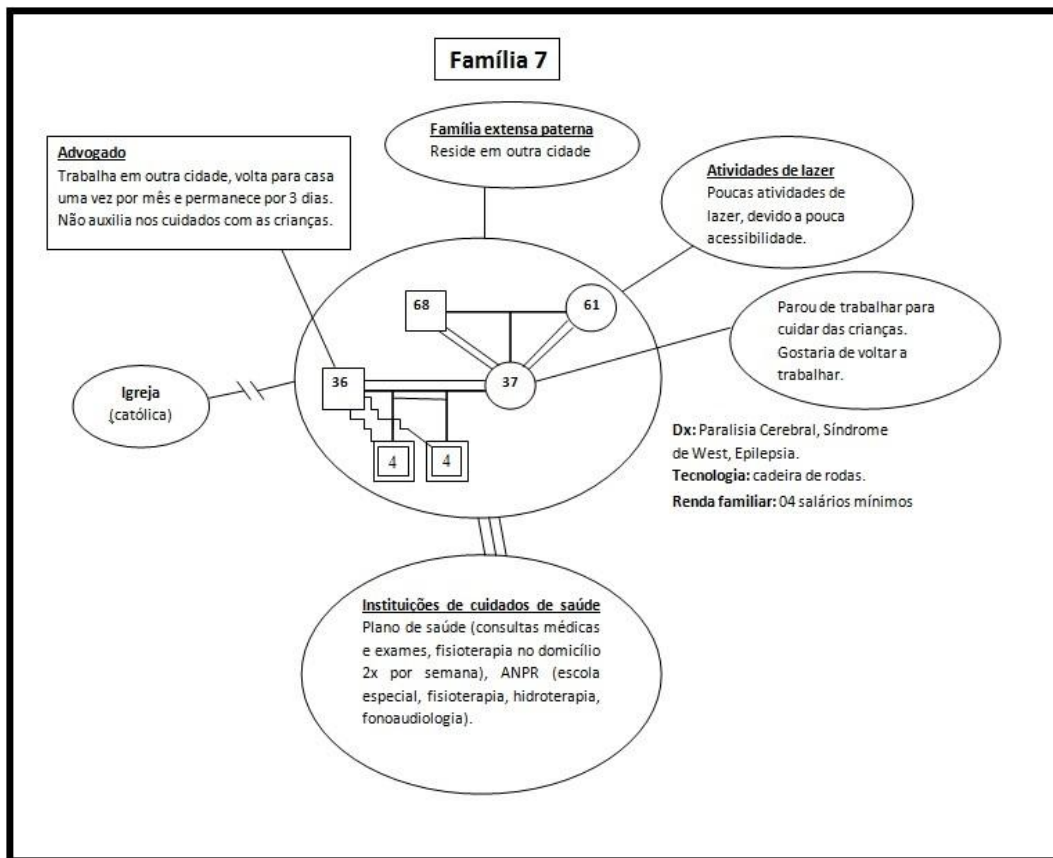 Família 7
Família extensa paterna
Reside em outra cidade
Advogado
Trabalha em outra cidade, volta para casa
uma vez por mês e permanece por 3 dias.
Não auxilia nos cuidados com as crianças.
Atividades de lazer
Poucas atividades de
lazer, devido a pouca
acessibilidade.
68
61
Parou de trabalhar para
cuidar das crianças.
Gostaria de voltar a
trabalhar.
36
37
Igreja
(católica)
4
4
Dx: Paralisia Cerebral, Síndrome
de West, Epilepsia.
Tecnologia: cadeira de rodas.
Renda familiar: 04 salários mínimos
Instituições de cuidados de saúde
Plano de saúde (consultas médicas
e exames, fisioterapia no domicílio
2x por semana), ANPR (escola
especial, fisioterapia, hidroterapia,
fonoaudiologia).